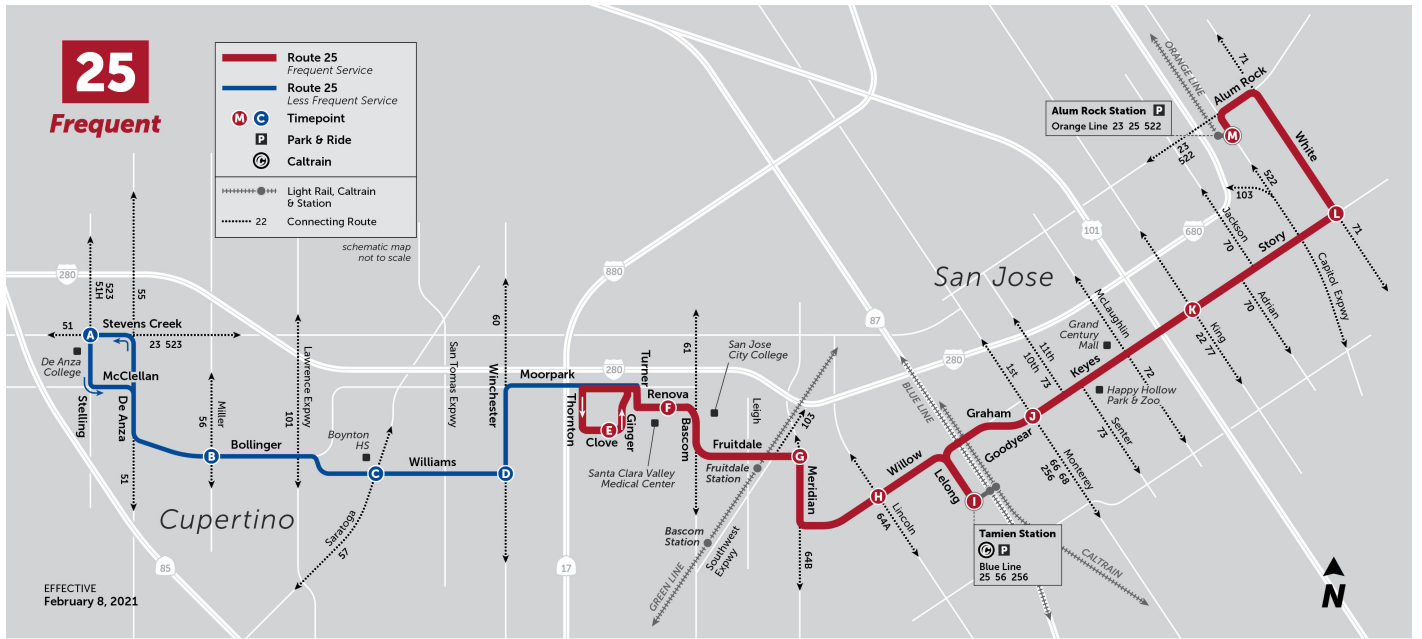 25
Frequent
Route 25
Frequent Service
Route 25
Less Frequent Service
M C Timepoint
P Park & Ride
C Caltrain
Light Rail, Caltrain
& Station
22 Connecting Route
schematic map
not to scale
Alum Rock Station P
Orange Line 23 25 522
ORANGE LINE
71
Alum Rock
M
23
522
White
522
103
L
71
Jackson
70
Story
Capitol Expwy
101
680
Adrian
70
K
King
22 77
San Jose
McLaughlin
Grand
Century
Mall
72
11th
10th
73
Keyes
Happy Hollow
Park & Zoo
Senter
73
1st
J
Graham
Goodyear
Monterey
66 68
256
280
87
BLUE LINE
Willow
Lelong
I
H
Lincoln
64A
Tamien Station
C P
Blue Line
25 56 256
CALTRAIN
280
880
51H
523
55
51
A
Stevens Creek
23 523
De Anza
College
McClellan
Stelling
De Anza
51
Miller
56
B
Bollinger
Lawrence Expwy
101
Boynton
HS
C
Williams
Saratoga
57
San Tomas Expwy
60
Winchester
D
Moorpark
280
Thornton
Clove
E
Ginger
Turner
Renova
F
61
Bascom
San Jose
City College
Santa Clara Valley
Medical Center
Leigh
103
Fruitdale
Fruitdale
Station
G
Meridian
64B
Bascom
Station
Southwest
Expwy
GREEN LINE
17
85
Cupertino
EFFECTIVE
February 8, 2021
N